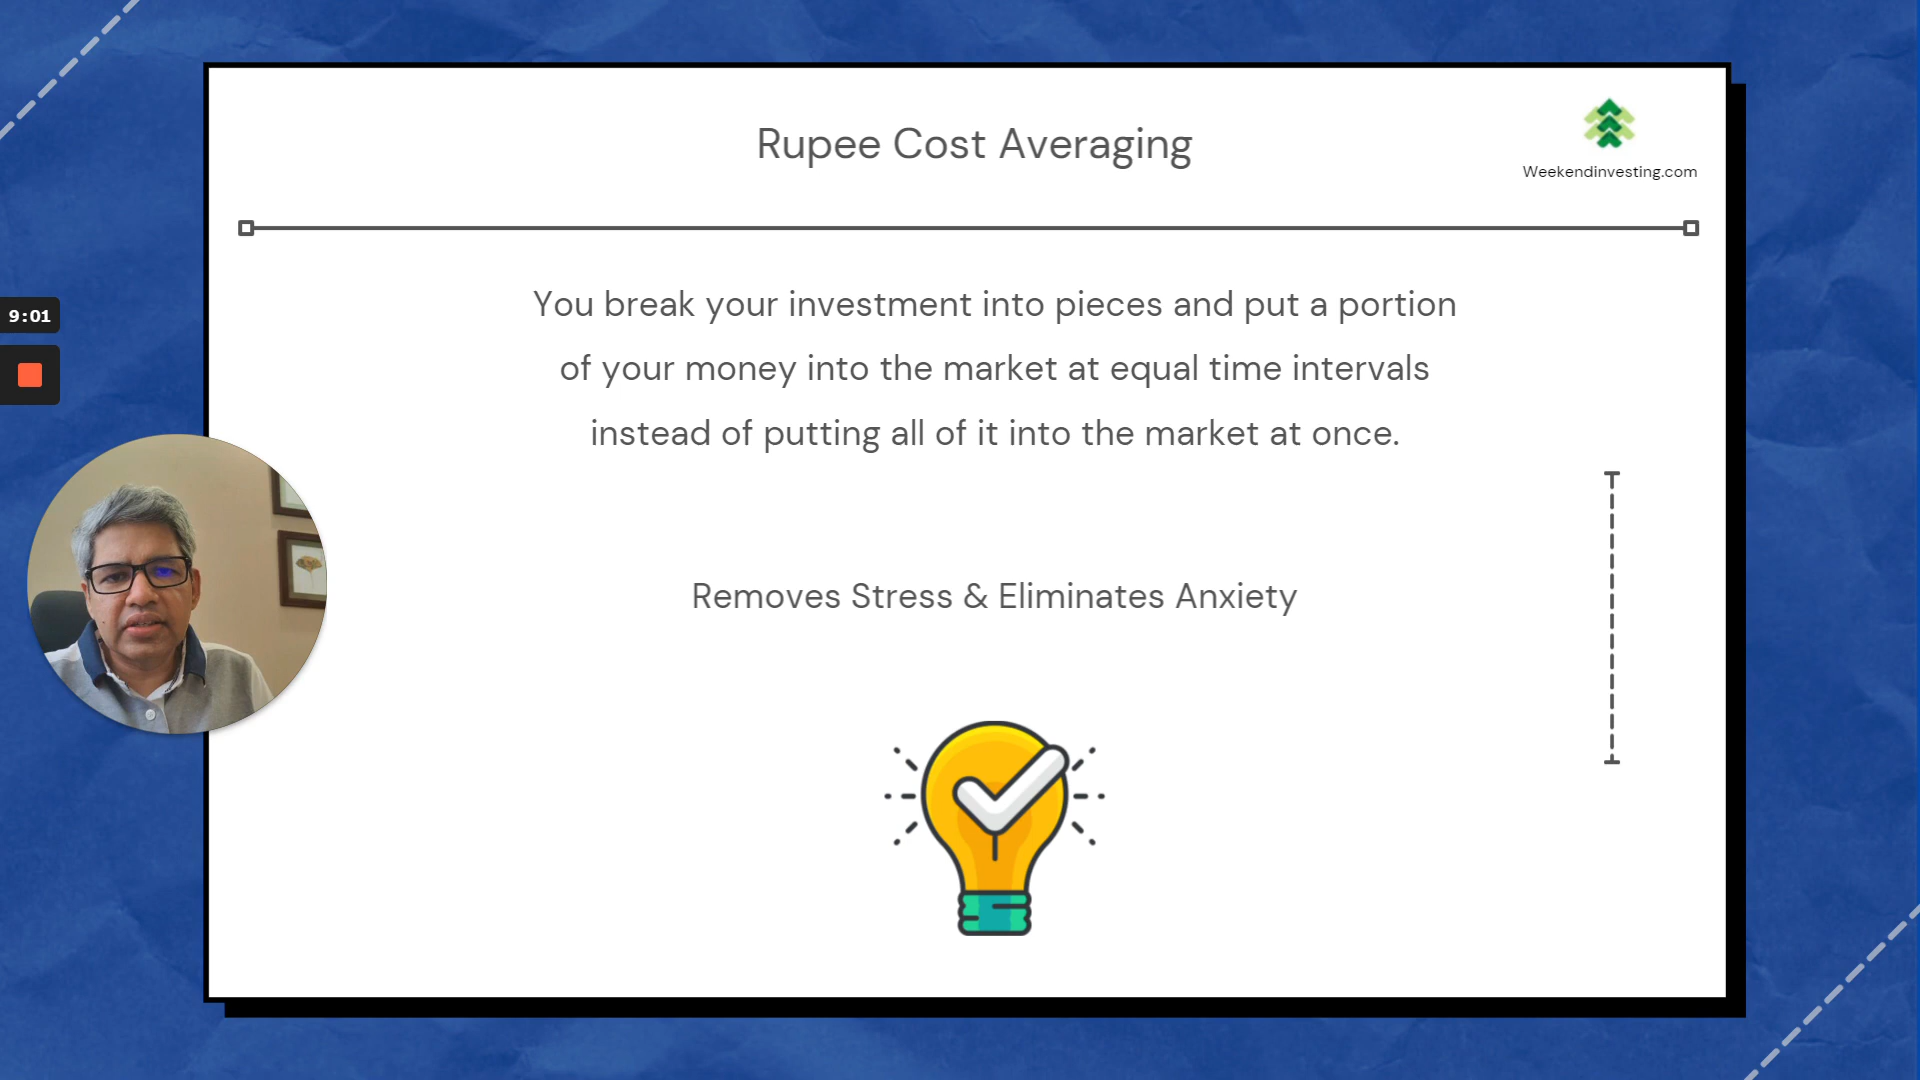 Rupee Cost Averaging
Weekendinvesting.com
You break your investment into pieces and put a portion
of your money into the market at equal time intervals
instead of putting all of it into the market at once.
9:01
Removes Stress & Eliminates Anxiety